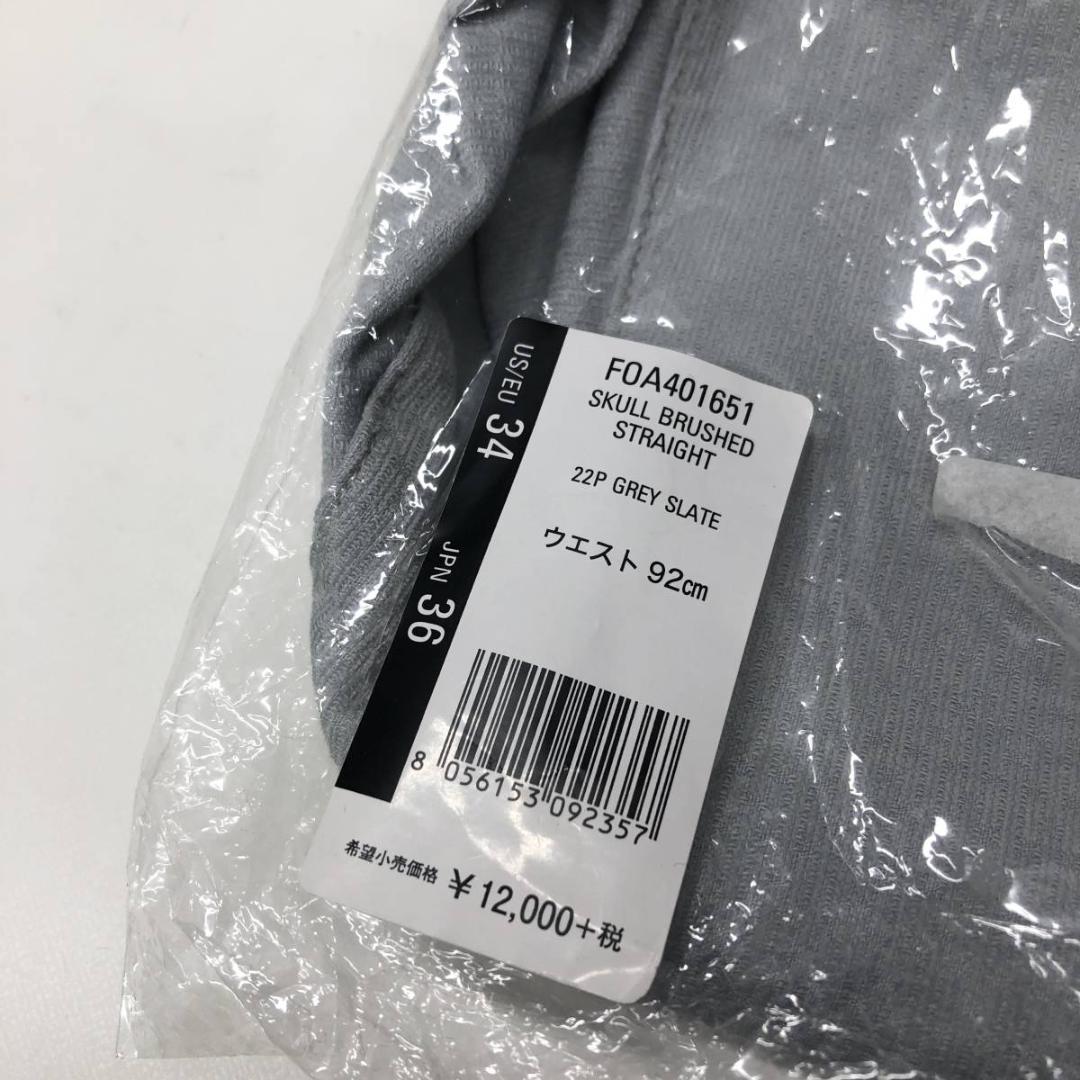 US/EU 34
JPN 36
FOA401651
SKULL BRUSHED
STRAIGHT
22P GREY SLATE
ウエスト 92cm
8 056153 092357
希望小売価格 ¥12,000+税